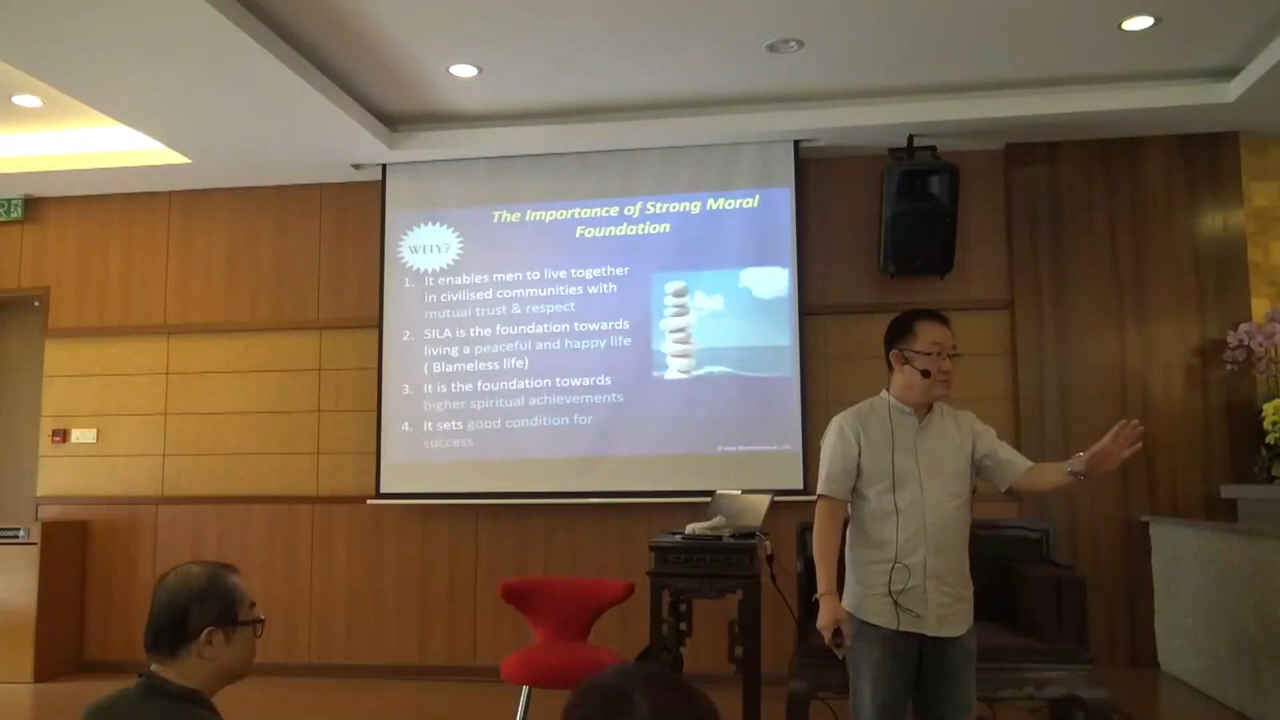 The Importance of Strong Moral
Foundation
WHY?
1. It enables men to live together
in civilised communities with
mutual trust & respect
2. SILA is the foundation towards
living a peaceful and happy life
( Blameless life)
3. It is the foundation towards
higher spiritual achievements
4. It sets good condition for
success